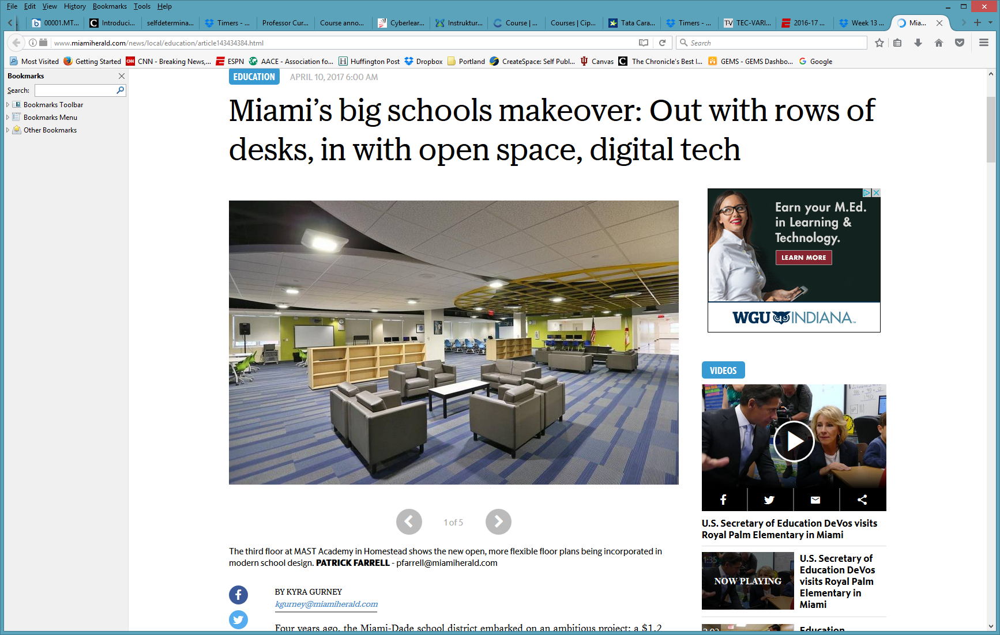 File Edit View History Bookmarks Tools Help
00001.MT... Introduci... selfdetermina... Timers - ... Professor Cur... Course anno... Cyberlear... Instruktur... Course | ... Courses | Cip... Tata Cara... Timers - ... TEC-VARI... 2016-17 ... Week 13 ... Mia...
www.miamiherald.com/news/local/education/article143434384.html Search
Most Visited Getting Started CNN - Breaking News,... ESPN AACE - Association fo... Huffington Post Dropbox Portland CreateSpace: Self Publ... Canvas The Chronicle's Best I... GEMS - GEMS Dashbo... Google
Bookmarks
Search:
Bookmarks Toolbar
Bookmarks Menu
Other Bookmarks
EDUCATION APRIL 10, 2017 6:00 AM
Miami’s big schools makeover: Out with rows of
desks, in with open space, digital tech
Earn your M.Ed.
in Learning &
Technology.
LEARN MORE
WGU INDIANA
VIDEOS
U.S. Secretary of Education DeVos visits
Royal Palm Elementary in Miami
1:35
NOW PLAYING
U.S. Secretary of
Education DeVos
visits Royal Palm
Elementary in
Miami
Education
1 of 5
The third floor at MAST Academy in Homestead shows the new open, more flexible floor plans being incorporated in
modern school design. PATRICK FARRELL - pfarrell@miamiherald.com
BY KYRA GURNEY
kgurney@miamiherald.com
Four years ago, the Miami-Dade school district embarked on an ambitious project: a $1.2